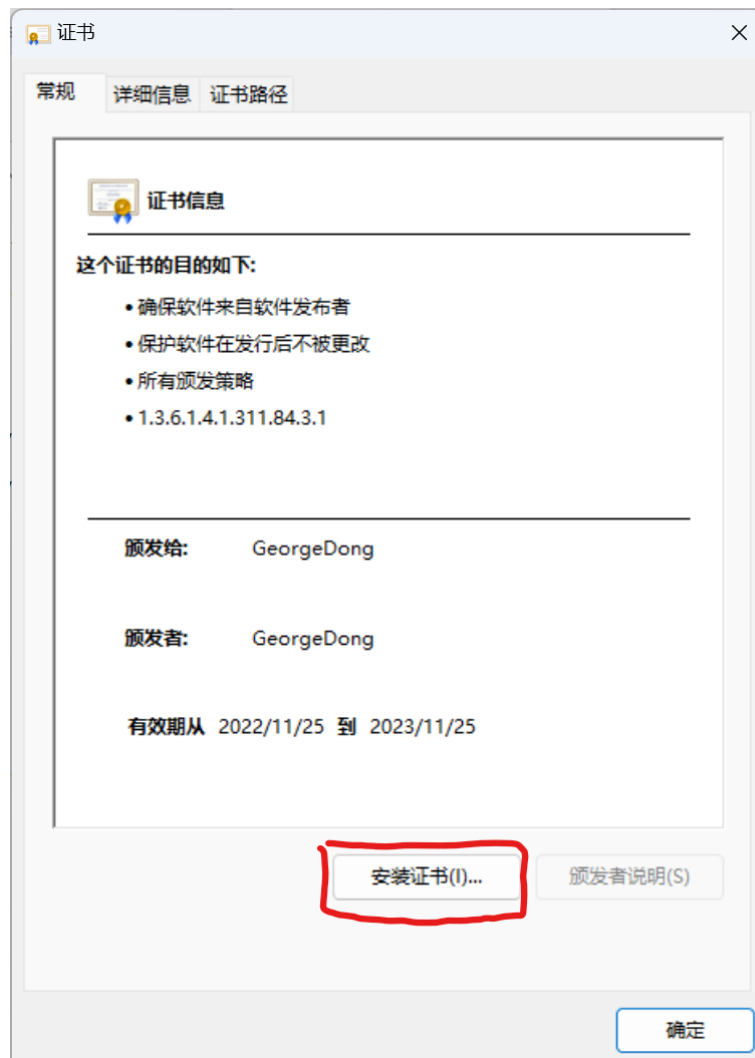 证书
常规 详细信息 证书路径
证书信息
这个证书的目的如下:
• 确保软件来自软件发布者
• 保护软件在发行后不被更改
• 所有颁发策略
• 1.3.6.1.4.1.311.84.3.1
颁发给: GeorgeDong
颁发者: GeorgeDong
有效期从 2022/11/25 到 2023/11/25
安装证书(I)... 颁发者说明(S)
确定